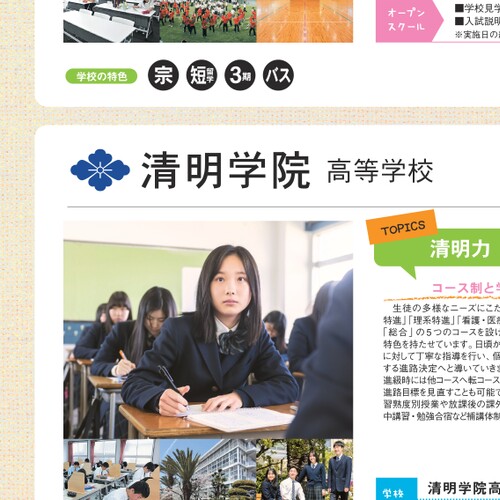 オープン
スクール
■学校見学
■入試説明
※実施日の
学校の特色
宗 短期留学 3期 バス
清明学院 高等学校
TOPICS
清明力
コース制と
生徒の多様なニーズにこた
特進」「理系特進」「看護・医療
「総合」の5つのコースを設け
特色を持たせています。日頃か
に対して丁寧な指導を行い、個
する進路決定へと導いていきま
進級時には他コースへ転コース
進路目標を見直すことも可能で
習熟度別授業や放課後の課外
中講習・勉強合宿など補講体制
学校
清明学院高